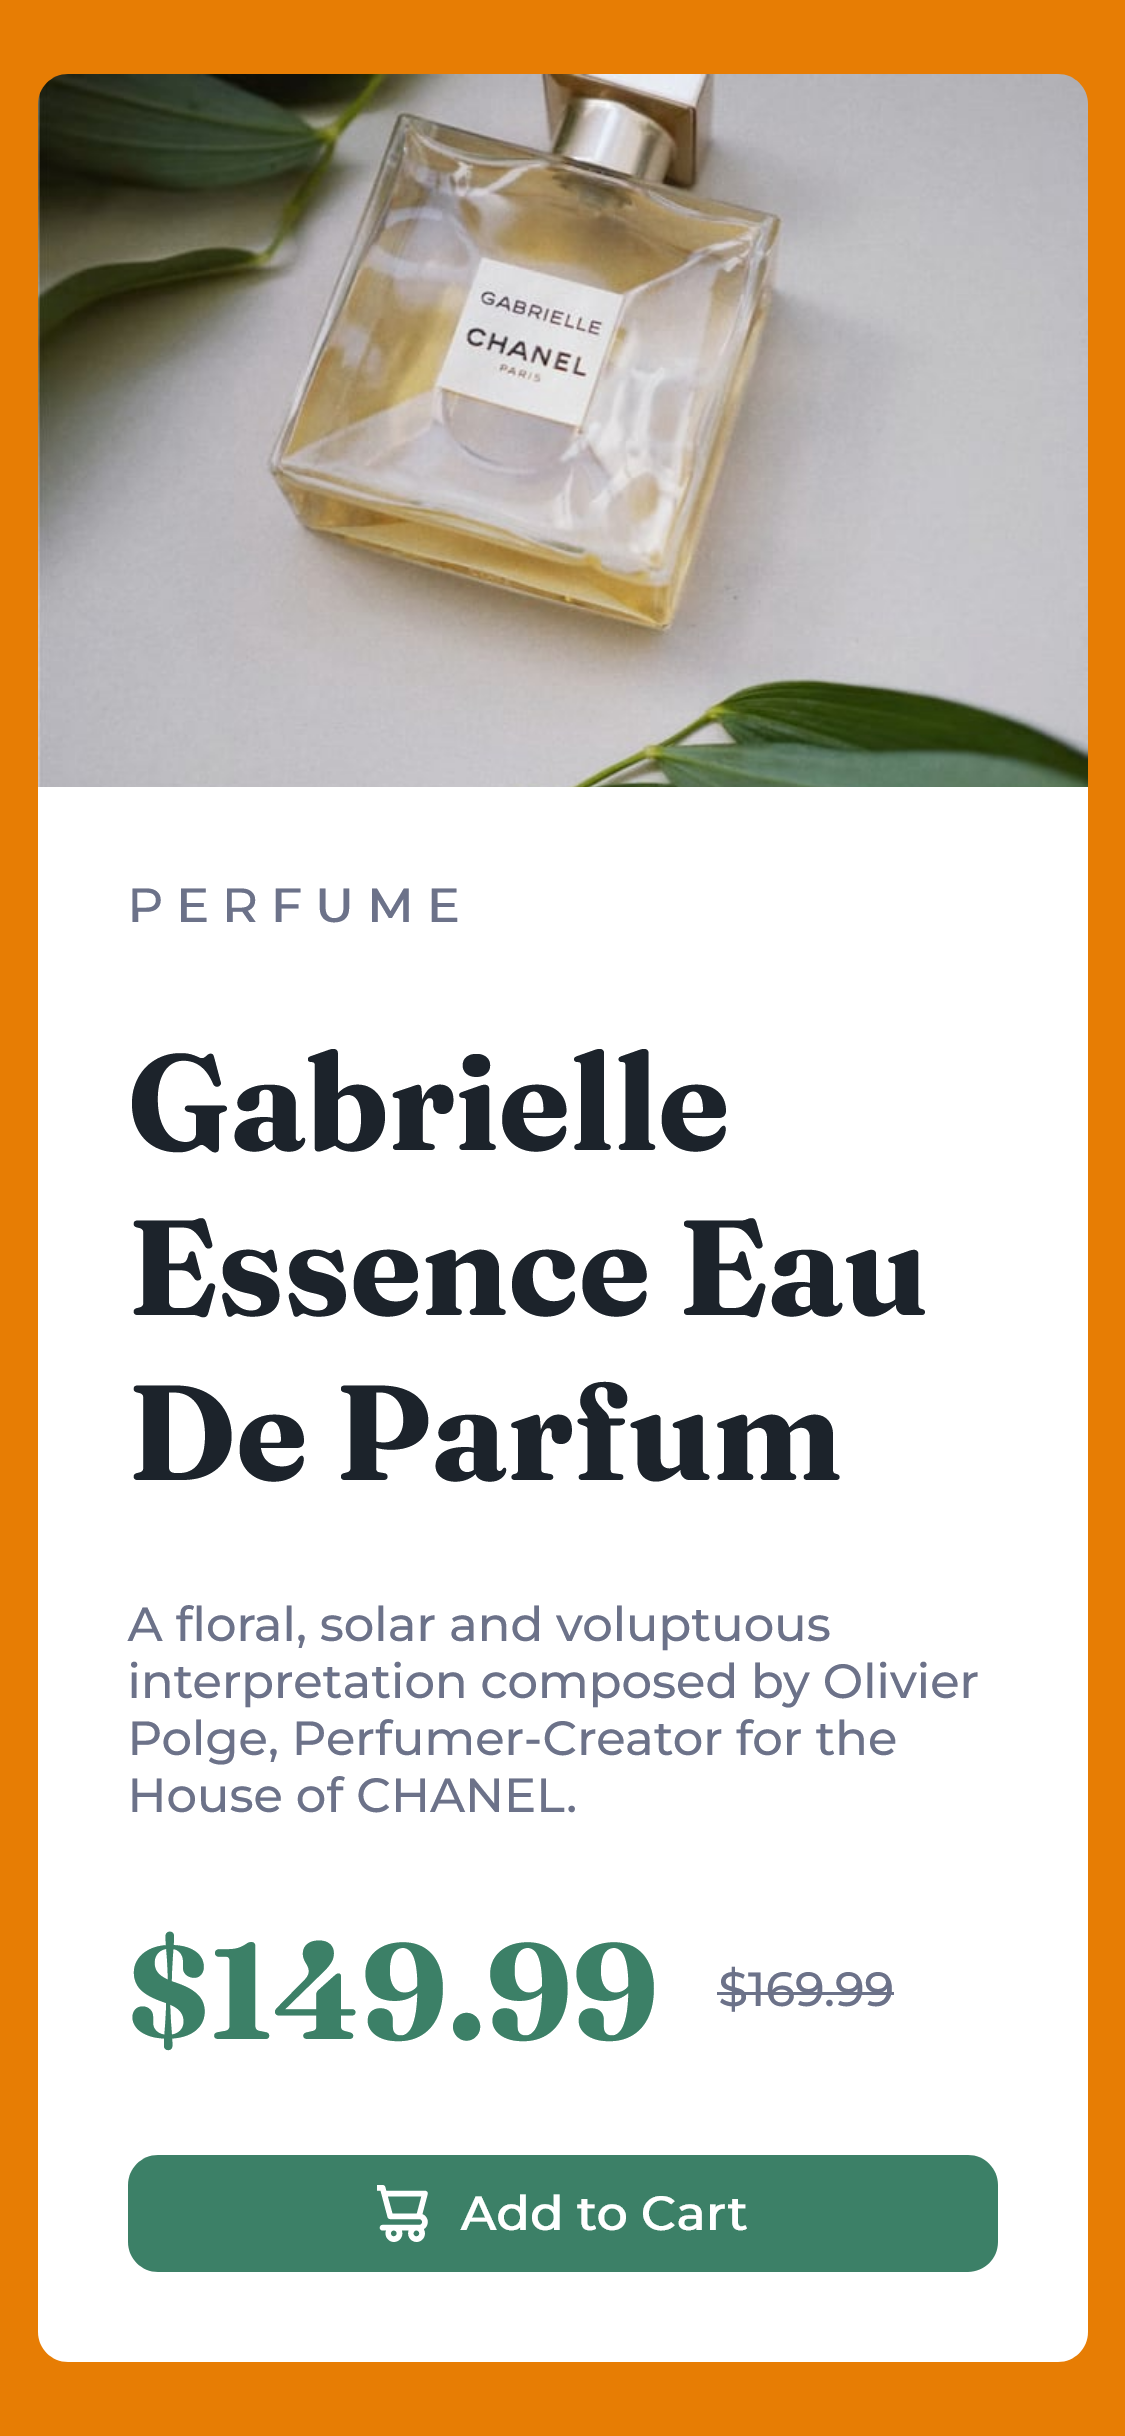 GABRIELLE
CHANEL
PARIS
PERFUME
Gabrielle
Essence Eau
De Parfum
A floral, solar and voluptuous
interpretation composed by Olivier
Polge, Perfumer-Creator for the
House of CHANEL.
$149.99 $169.99
Add to Cart